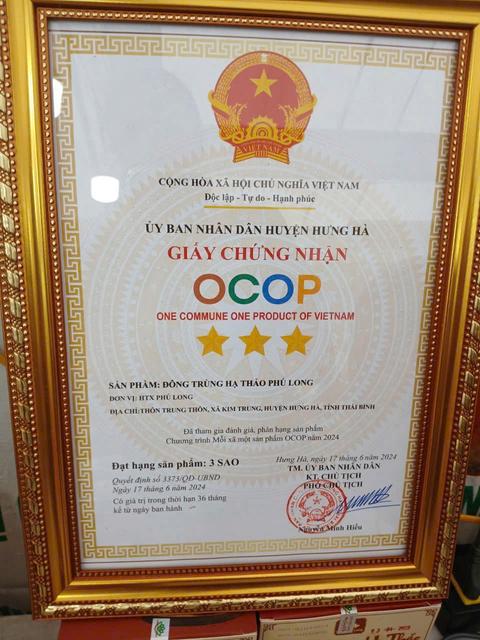 VIỆT NAM
CỘNG HÒA XÃ HỘI CHỦ NGHĨA VIỆT NAM
Độc lập - Tự do - Hạnh phúc
ỦY BAN NHÂN DÂN HUYỆN HƯNG HÀ
GIẤY CHỨNG NHẬN
OCOP
ONE COMMUNE ONE PRODUCT OF VIETNAM
SẢN PHẨM: ĐÔNG TRÙNG HẠ THẢO PHÚ LONG
ĐƠN VỊ: HTX PHÚ LONG
ĐỊA CHỈ:THÔN TRUNG THÔN, XÃ KIM TRUNG, HUYỆN HƯNG HÀ, TỈNH THÁI BÌNH
Đã tham gia đánh giá, phân hạng sản phẩm
Chương trình Mỗi xã một sản phẩm OCOP năm 2024
Đạt hạng sản phẩm: 3 SAO
Quyết định số 3373/QĐ-UBND
Ngày 17 tháng 6 năm 2024
Có giá trị trong thời hạn 36 tháng
kể từ ngày ban hành
Hưng Hà, ngày 17 tháng 6 năm 2024
TM. ỦY BAN NHÂN DÂN
KT. CHỦ TỊCH
PHÓ CHỦ TỊCH
Nguyễn Minh Hiếu